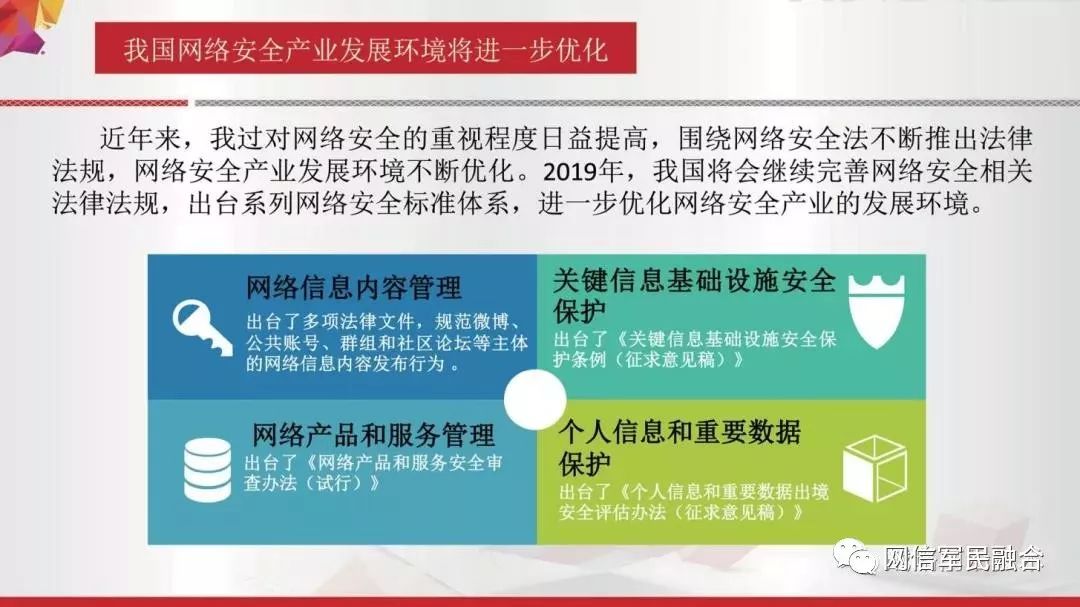 我国网络安全产业发展环境将进一步优化
近年来，我过对网络安全的重视程度日益提高，围绕网络安全法不断推出法律
法规，网络安全产业发展环境不断优化。2019年，我国将会继续完善网络安全相关
法律法规，出台系列网络安全标准体系，进一步优化网络安全产业的发展环境。
网络信息内容管理
出台了多项法律文件，规范微博、
公共账号、群组和社区论坛等主体
的网络信息内容发布行为 。
关键信息基础设施安全
保护
出台了《关键信息基础设施安全保
护条例（征求意见稿）》
网络产品和服务管理
出台了《网络产品和服务安全审
查办法（试行）》
个人信息和重要数据
保护
出台了《个人信息和重要数据出境
安全评估办法（征求意见稿）》
网信军民融合